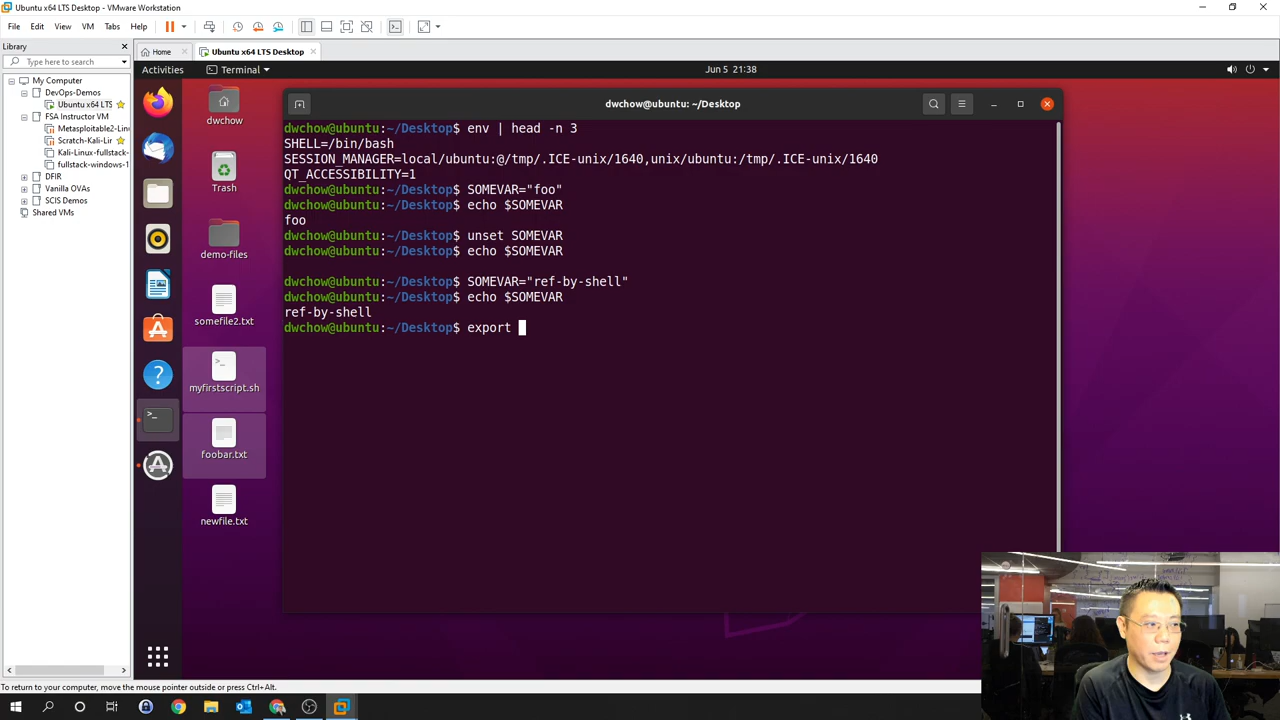 Ubuntu x64 LTS Desktop - VMware Workstation
File Edit View VM Tabs Help
Library
Type here to search
My Computer
DevOps-Demos
Ubuntu x64 LTS
FSA Instructor VM
Metasploitable2-Lin
Scratch-Kali-Lir
Kali-Linux-fullstack-
fullstack-windows-1
DFIR
Vanilla OVAs
SCIS Demos
Shared VMs
Home
Ubuntu x64 LTS Desktop
Activities
Terminal
Jun 5 21:38
dwchow
Trash
demo-files
somefile2.txt
myfirstscript.sh
foobar.txt
newfile.txt
dwchow@ubuntu: ~/Desktop
dwchow@ubuntu:~/Desktop$ env | head -n 3
SHELL=/bin/bash
SESSION_MANAGER=local/ubuntu:@/tmp/.ICE-unix/1640,unix/ubuntu:/tmp/.ICE-unix/1640
QT_ACCESSIBILITY=1
dwchow@ubuntu:~/Desktop$ SOMEVAR="foo"
dwchow@ubuntu:~/Desktop$ echo $SOMEVAR
foo
dwchow@ubuntu:~/Desktop$ unset SOMEVAR
dwchow@ubuntu:~/Desktop$ echo $SOMEVAR
dwchow@ubuntu:~/Desktop$ SOMEVAR="ref-by-shell"
dwchow@ubuntu:~/Desktop$ echo $SOMEVAR
ref-by-shell
dwchow@ubuntu:~/Desktop$ export
To return to your computer, move the mouse pointer outside or press Ctrl+Alt.